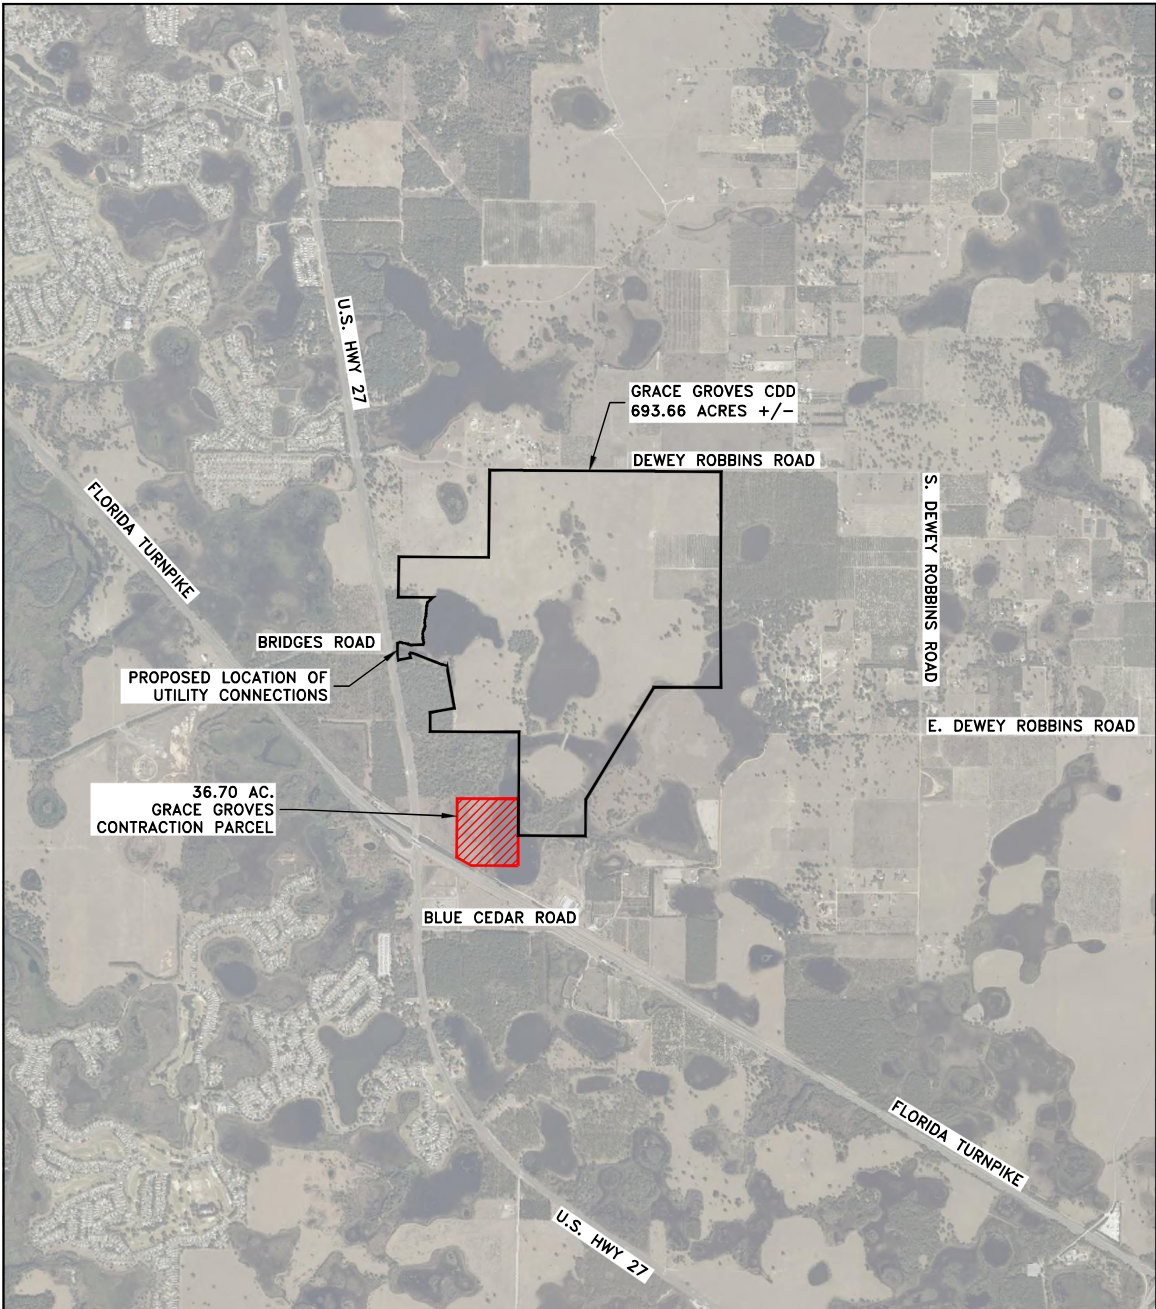 U.S. HWY 27
GRACE GROVES CDD
693.66 ACRES +/-
DEWEY ROBBINS ROAD
S. DEWEY ROBBINS ROAD
FLORIDA TURNPIKE
BRIDGES ROAD
PROPOSED LOCATION OF
UTILITY CONNECTIONS
E. DEWEY ROBBINS ROAD
36.70 AC.
GRACE GROVES
CONTRACTION PARCEL
BLUE CEDAR ROAD
FLORIDA TURNPIKE
U.S. HWY 27